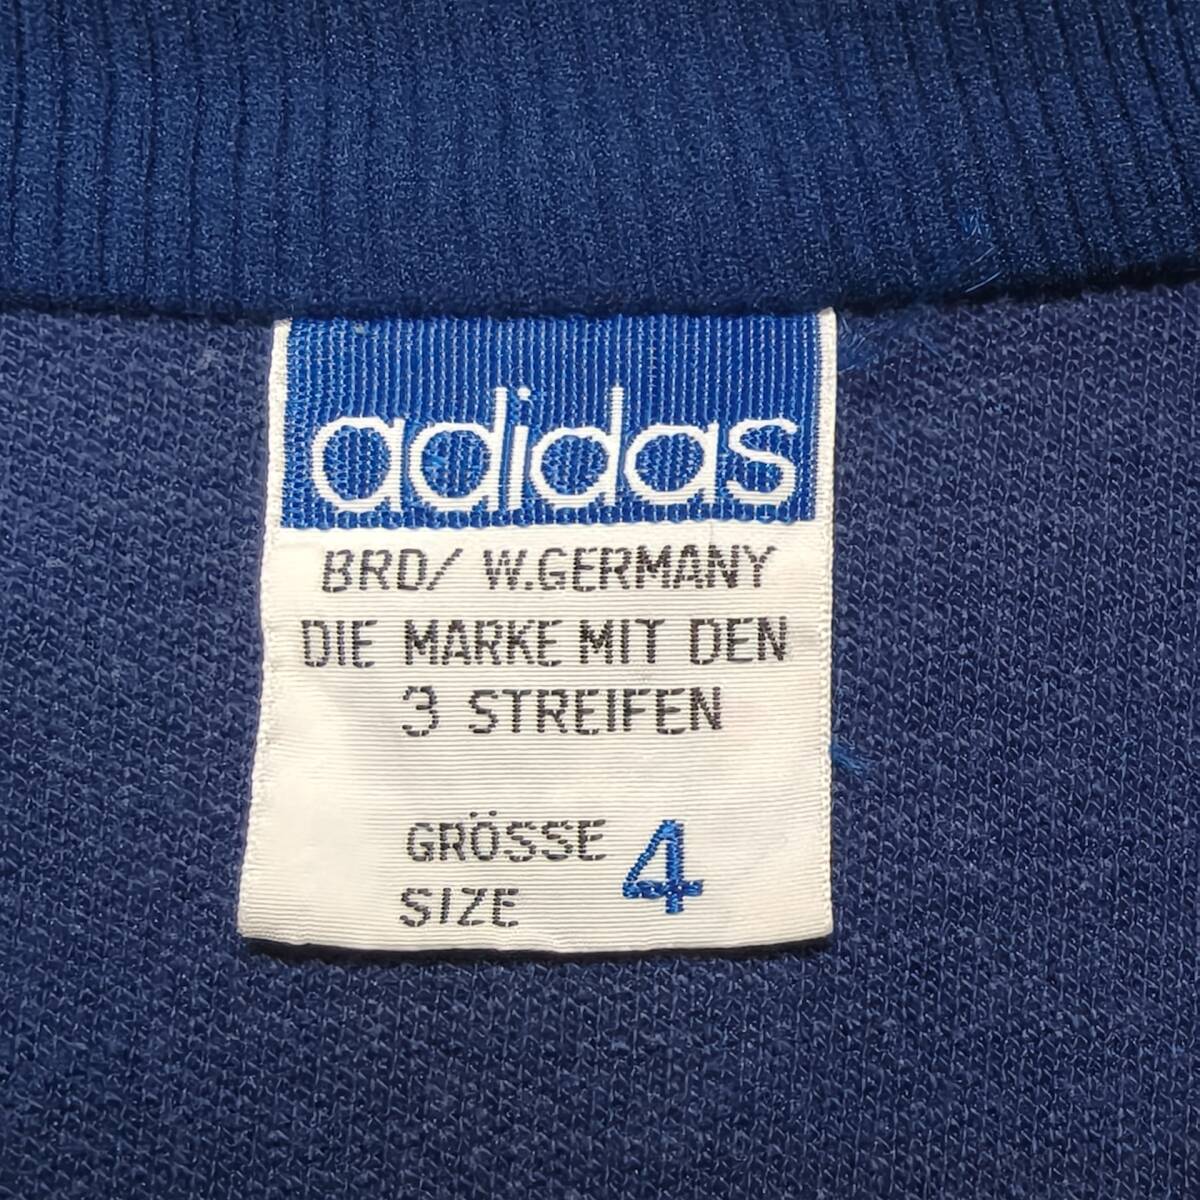 adidas
BRD/ W.GERMANY
DIE MARKE MIT DEN
3 STREIFEN
GRÖSSE 4
SIZE